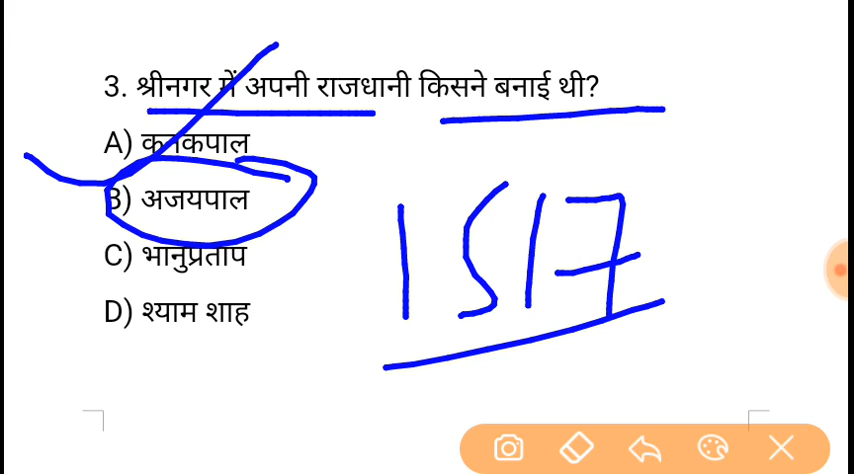 3. श्रीनगर में अपनी राजधानी किसने बनाई थी?
A) कनकपाल
B) अजयपाल
1517
C) भानुप्रताप
D) श्याम शाह